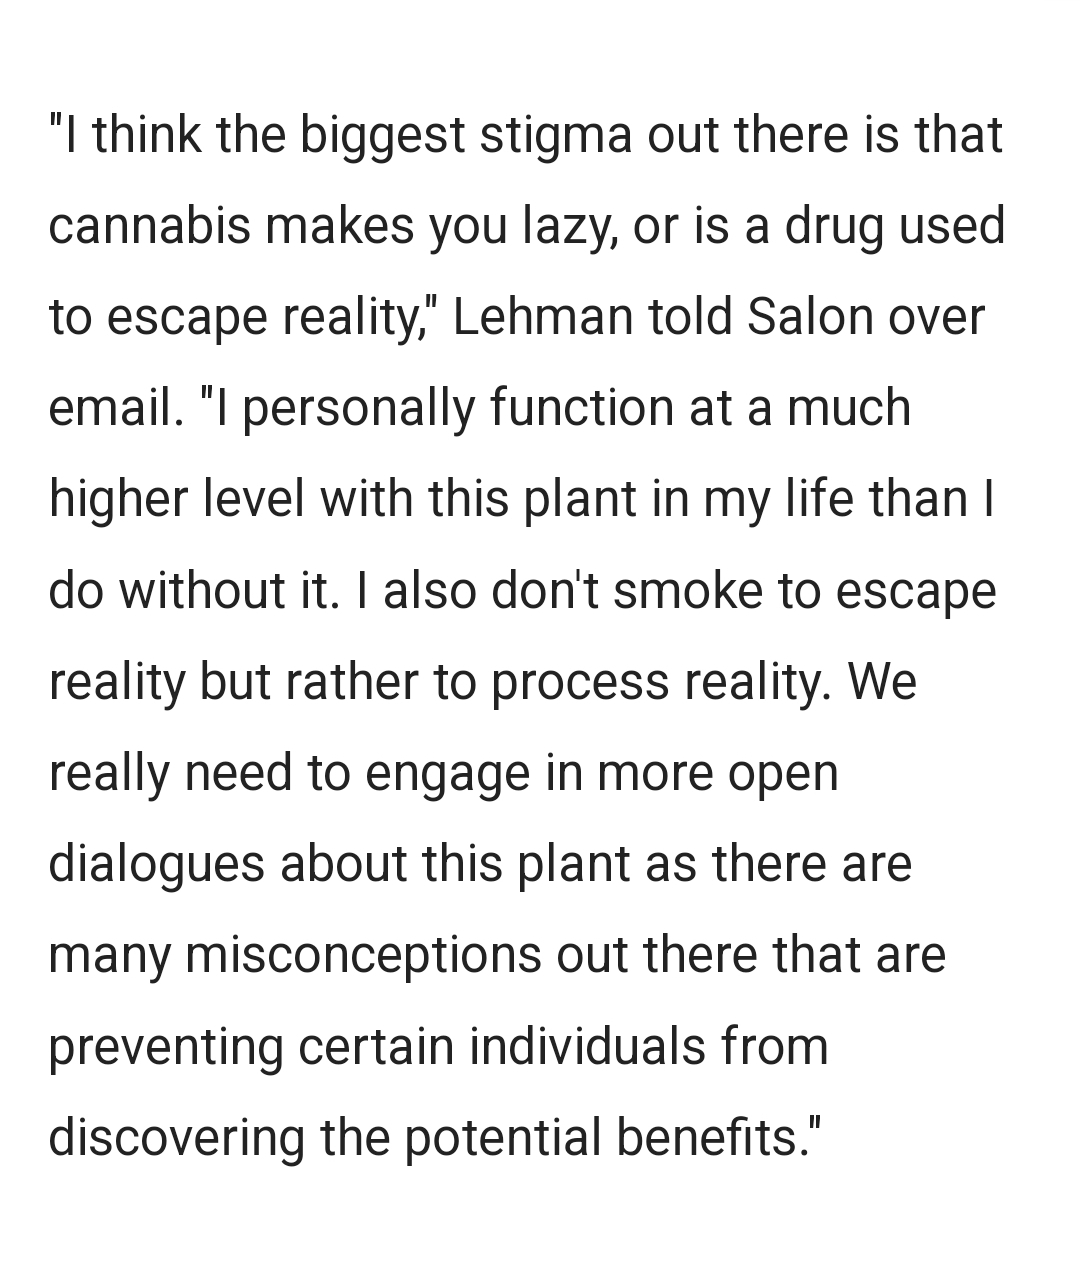 "I think the biggest stigma out there is that
cannabis makes you lazy, or is a drug used
to escape reality," Lehman told Salon over
email. "I personally function at a much
higher level with this plant in my life than I
do without it. I also don't smoke to escape
reality but rather to process reality. We
really need to engage in more open
dialogues about this plant as there are
many misconceptions out there that are
preventing certain individuals from
discovering the potential benefits."